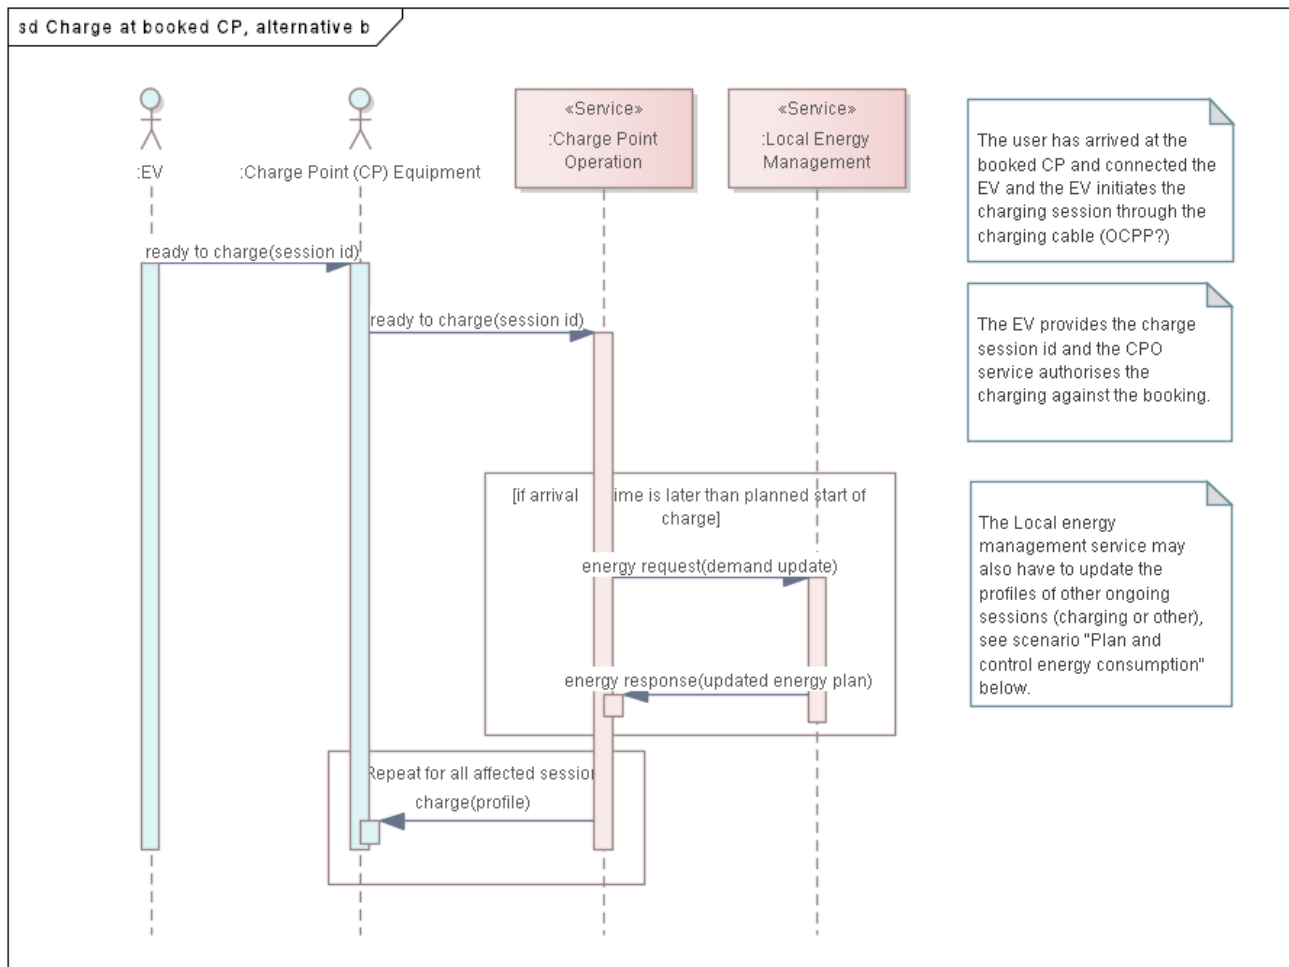 sd Charge at booked CP, alternative b
:EV
:Charge Point (CP) Equipment
«Service»
:Charge Point
Operation
«Service»
:Local Energy
Management
The user has arrived at the
booked CP and connected the
EV and the EV initiates the
charging session through the
charging cable (OCPP?)
ready to charge(session id)
ready to charge(session id)
The EV provides the charge
session id and the CPO
service authorises the
charging against the booking.
[if arrival ime is later than planned start of
charge]
energy request(demand update)
energy response(updated energy plan)
The Local energy
management service may
also have to update the
profiles of other ongoing
sessions (charging or other),
see scenario "Plan and
control energy consumption"
below.
Repeat for all affected session
charge(profile)